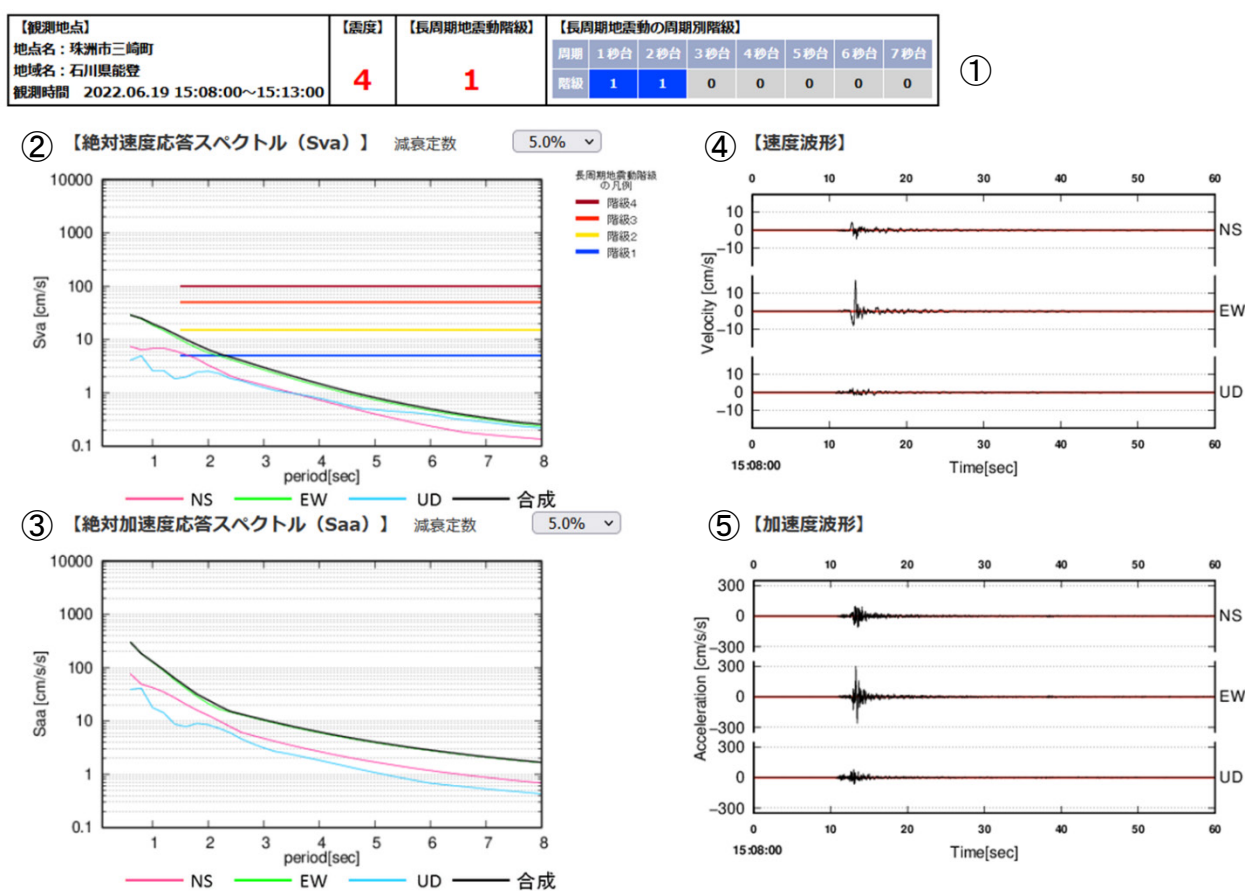 【観測地点】
地点名：珠洲市三崎町
地域名：石川県能登
観測時間 2022.06.19 15:08:00～15:13:00
【震度】
4
【長周期地震動階級】
1
【長周期地震動の周期別階級】
周期 1秒台 2秒台 3秒台 4秒台 5秒台 6秒台 7秒台
階級 1 1 0 0 0 0 0
①
② 【絶対速度応答スペクトル（Sva）】 減衰定数 5.0%
長周期地震動階級
の凡例
階級4
階級3
階級2
階級1
Sva [cm/s]
10000
1000
100
10
1
0.1
1 2 3 4 5 6 7 8
period[sec]
NS EW UD 合成
③ 【絶対加速度応答スペクトル（Saa）】 減衰定数 5.0%
Saa [cm/s/s]
10000
1000
100
10
1
0.1
1 2 3 4 5 6 7 8
period[sec]
NS EW UD 合成
④ 【速度波形】
0 10 20 30 40 50 60
Velocity [cm/s]
10
0
−10
NS
10
0
−10
EW
10
0
−10
UD
0 10 20 30 40 50 60
15:08:00
Time[sec]
⑤ 【加速度波形】
0 10 20 30 40 50 60
Acceleration [cm/s/s]
300
0
−300
NS
300
0
−300
EW
300
0
−300
UD
0 10 20 30 40 50 60
15:08:00
Time[sec]